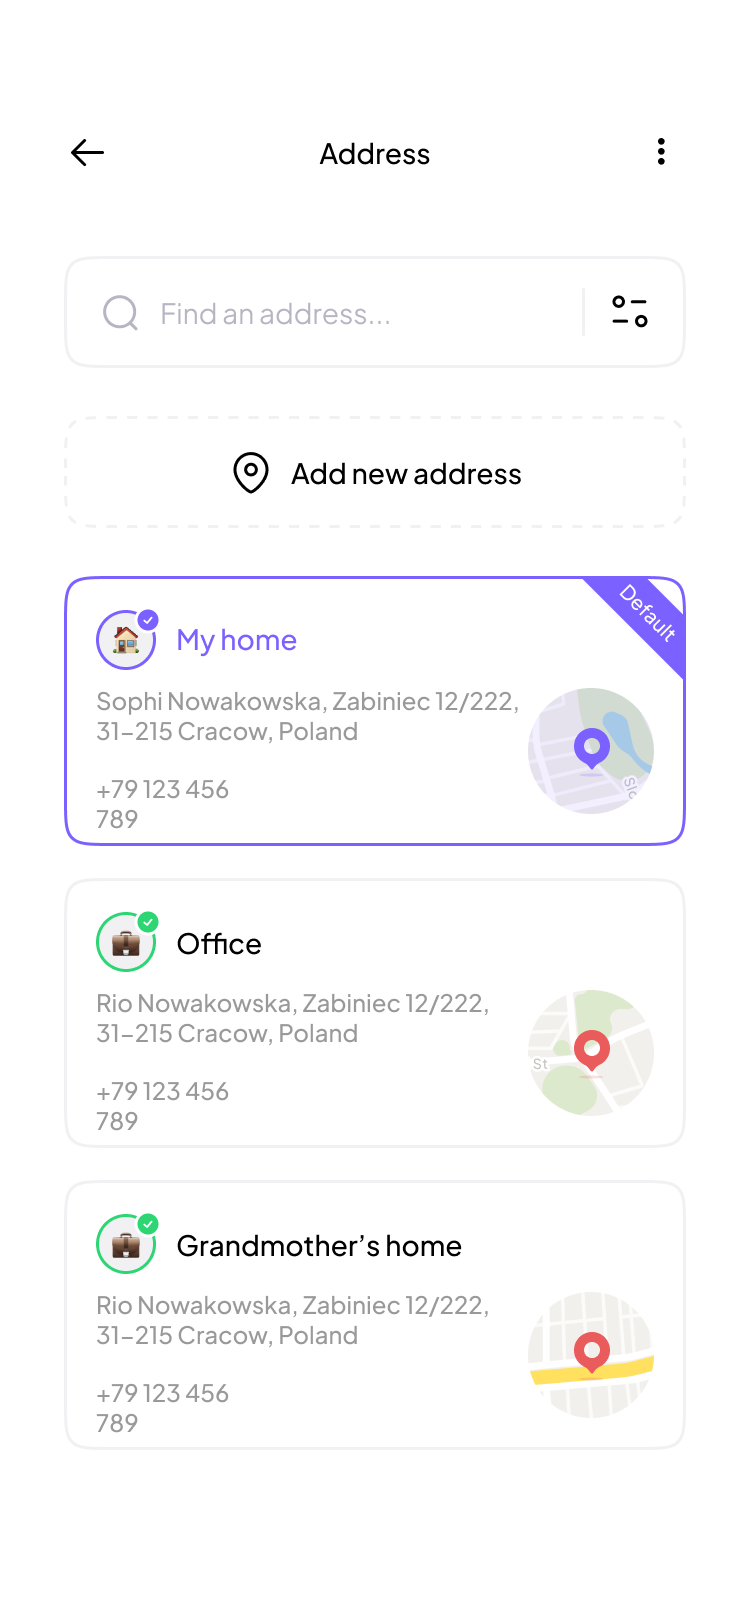 Address
Find an address...
Add new address
Default
My home
Sophi Nowakowska, Zabiniec 12/222,
31-215 Cracow, Poland
+79 123 456
789
Slo
Office
Rio Nowakowska, Zabiniec 12/222,
31-215 Cracow, Poland
St
+79 123 456
789
Grandmother’s home
Rio Nowakowska, Zabiniec 12/222,
31-215 Cracow, Poland
+79 123 456
789